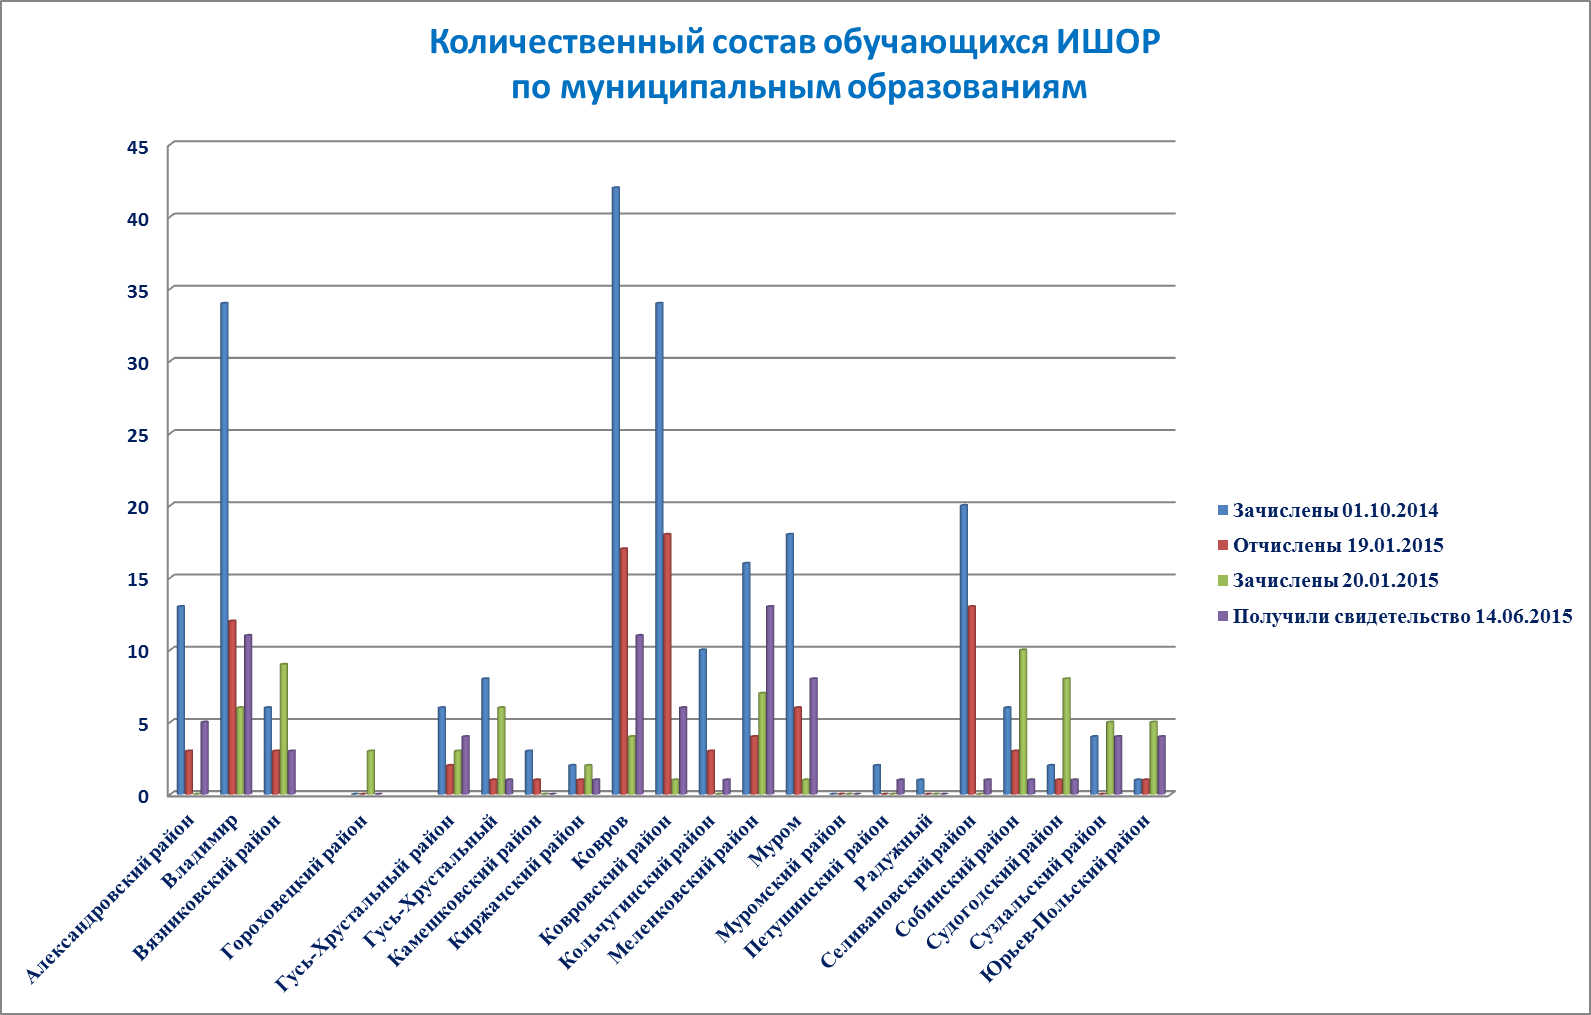 Количественный состав обучающихся ИШОР
по муниципальным образованиям
45
40
35
30
25
20
15
10
5
0
Александровский район
Владимир
Вязниковский район
Гороховецкий район
Гусь-Хрустальный район
Гусь-Хрустальный
Камешковский район
Киржачский район
Ковров
Ковровский район
Кольчугинский район
Меленковский район
Муром
Муромский район
Петушинский район
Радужный
Селивановский район
Собинский район
Судогодский район
Суздальский район
Юрьев-Польский район
Зачислены 01.10.2014
Отчислены 19.01.2015
Зачислены 20.01.2015
Получили свидетельство 14.06.2015